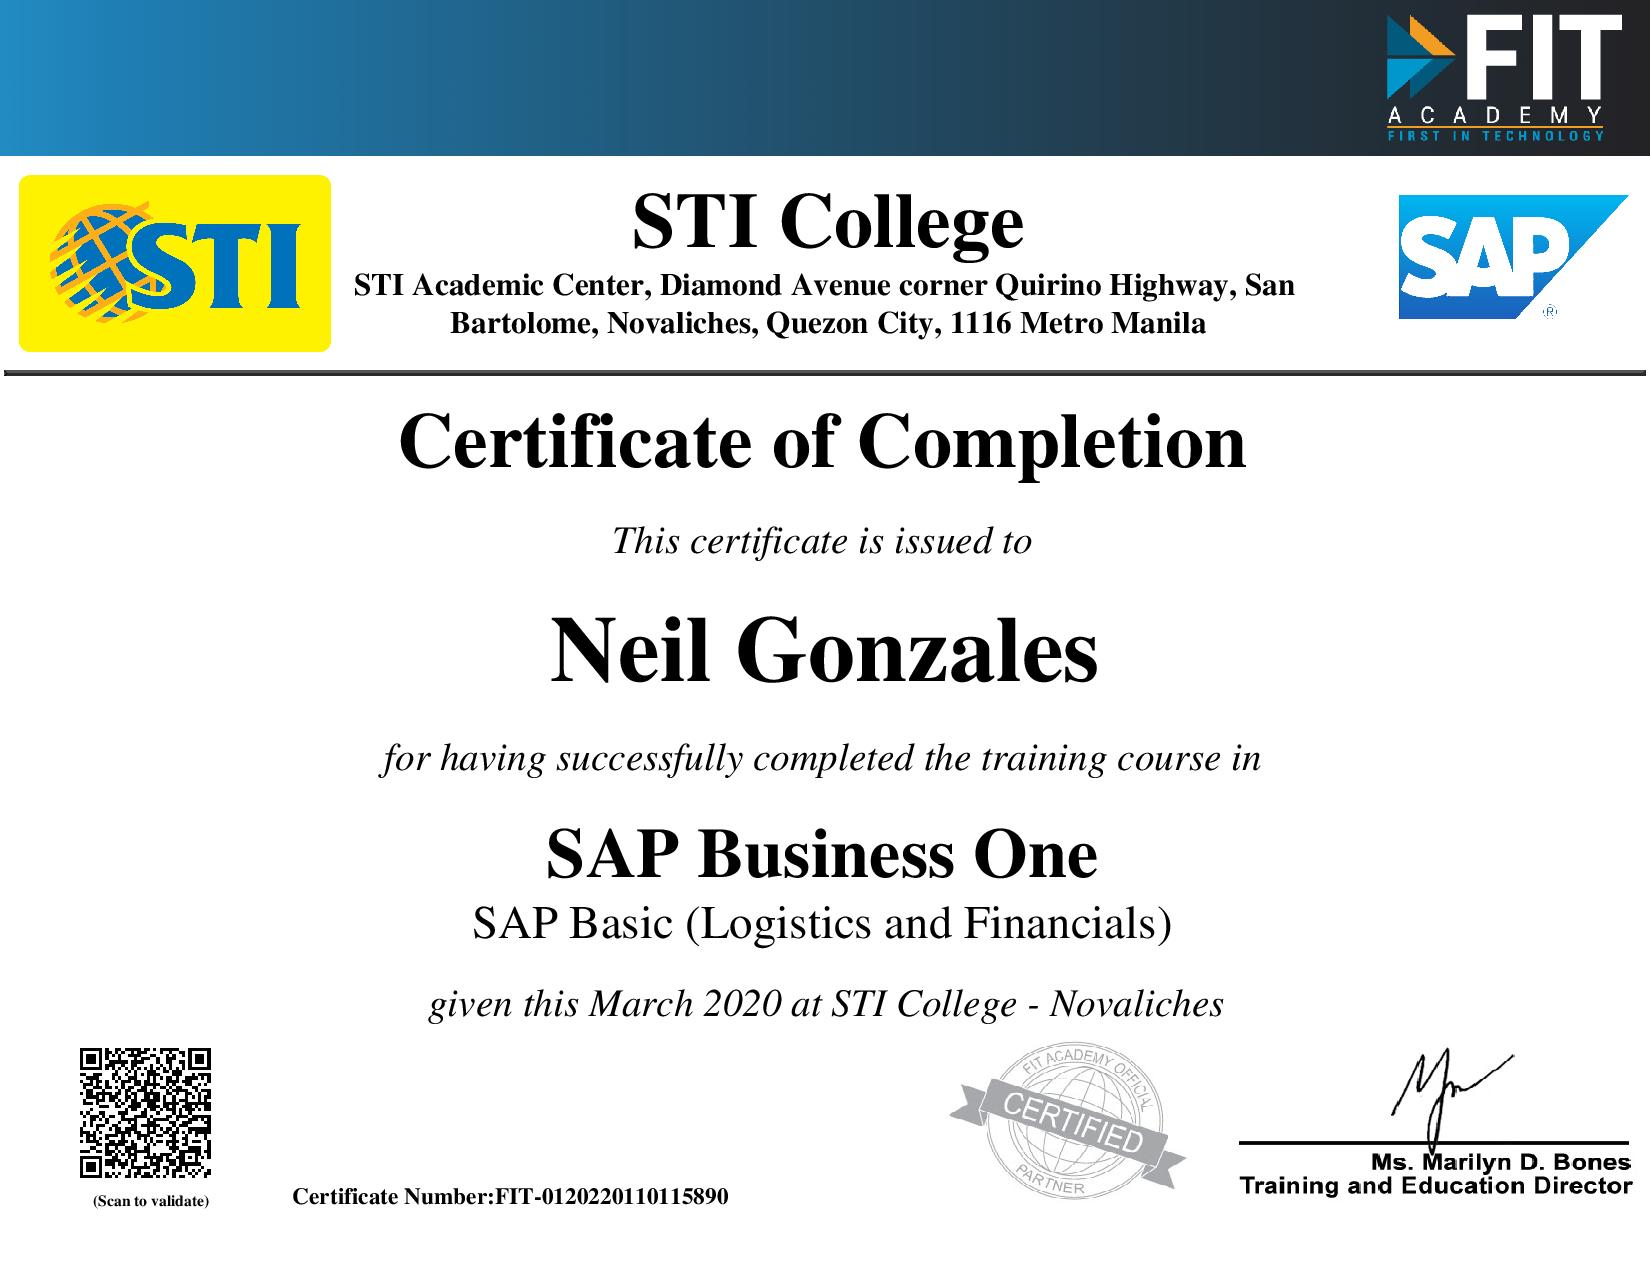 FIT
ACADEMY
FIRST IN TECHNOLOGY
STI
STI College
SAP
®
STI Academic Center, Diamond Avenue corner Quirino Highway, San
Bartolome, Novaliches, Quezon City, 1116 Metro Manila
Certificate of Completion
This certificate is issued to
Neil Gonzales
for having successfully completed the training course in
SAP Business One
SAP Basic (Logistics and Financials)
given this March 2020 at STI College - Novaliches
FIT ACADEMY OFFICIAL
CERTIFIED
PARTNER
Ms. Marilyn D. Bones
Training and Education Director
(Scan to validate)
Certificate Number:FIT-0120220110115890